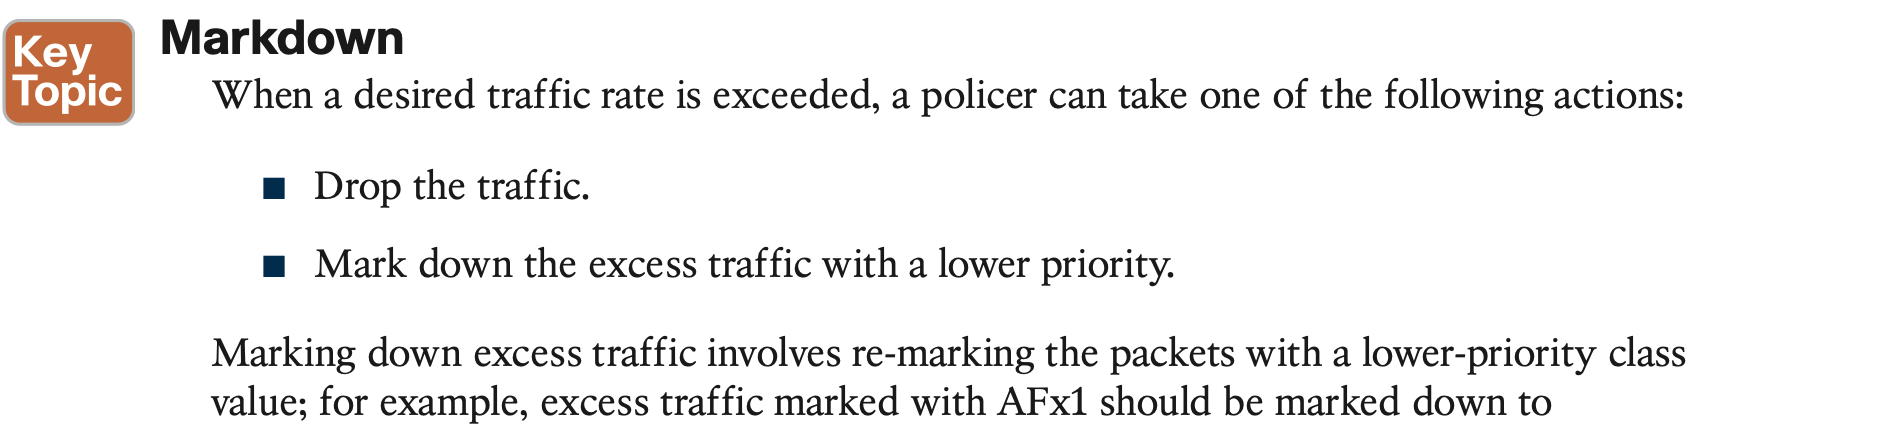 Key
Topic
Markdown
When a desired traffic rate is exceeded, a policer can take one of the following actions:
■ Drop the traffic.
■ Mark down the excess traffic with a lower priority.
Marking down excess traffic involves re-marking the packets with a lower-priority class
value; for example, excess traffic marked with AFx1 should be marked down to